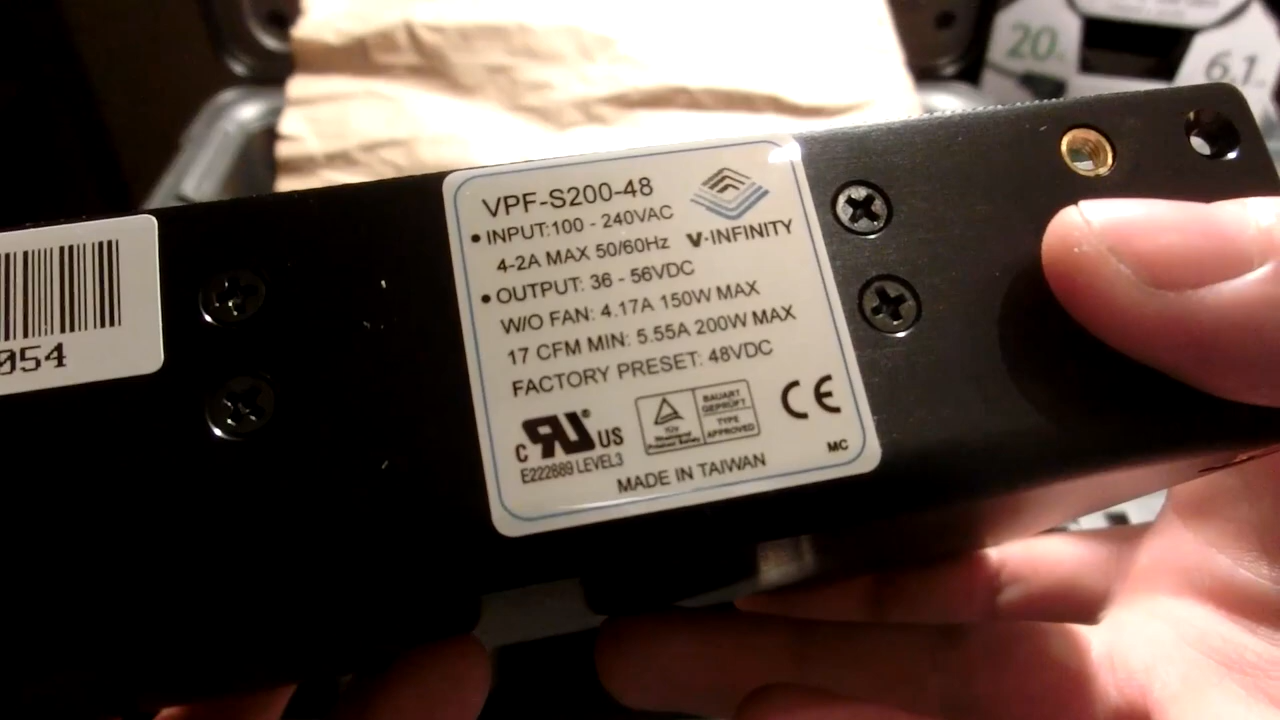 20
6.1
054
VPF-S200-48
• INPUT:100 - 240VAC
4-2A MAX 50/60Hz
V-INFINITY
• OUTPUT: 36 - 56VDC
W/O FAN: 4.17A 150W MAX
17 CFM MIN: 5.55A 200W MAX
FACTORY PRESET: 48VDC
C RU ® US
E222889 LEVEL3
TÜV
BAUART
GEPRÜFT
TYPE
APPROVED
CE
MC
MADE IN TAIWAN